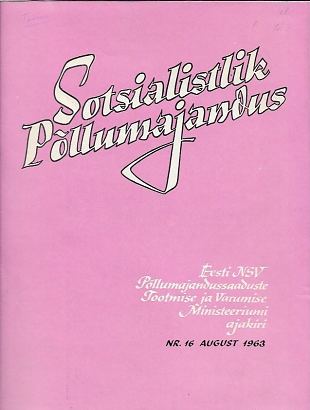 Sotsialistlik
Põllumajandus
Eesti NSV
Põllumajandussaaduste
Tootmise ja Varumise
Ministeeriumi
ajakiri
NR. 16 AUGUST 1963